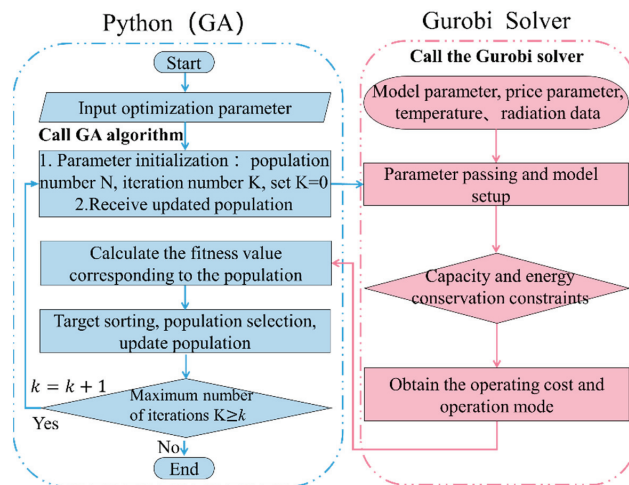 Python (GA)
Start
Input optimization parameter
Call GA algorithm
1. Parameter initialization： population
number N, iteration number K, set K=0
2.Receive updated population
Calculate the fitness value
corresponding to the population
Target sorting, population selection,
update population
k = k + 1
Maximum number
of iterations K≥k
Yes
No
End
Gurobi Solver
Call the Gurobi solver
Model parameter, price parameter,
temperature、radiation data
Parameter passing and model
setup
Capacity and energy
conservation constraints
Obtain the operating cost and
operation mode